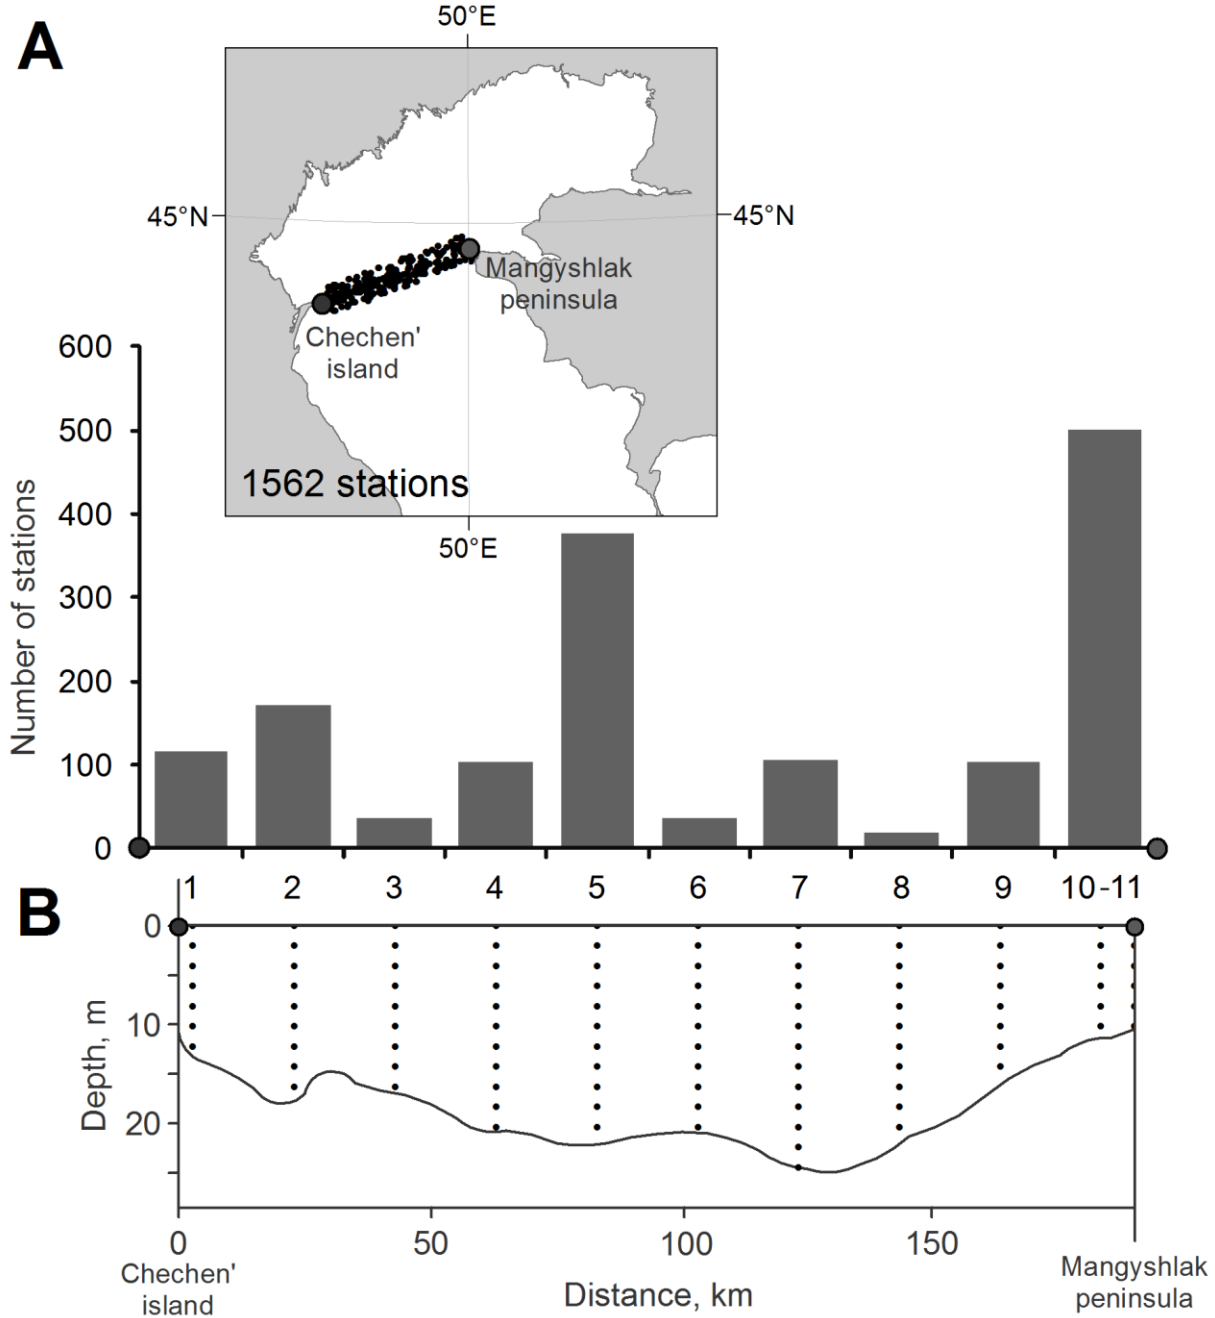 A
50°E
45°N
45°N
Mangyshlak
peninsula
Chechen'
island
1562 stations
50°E
Number of stations
600
500
400
300
200
100
0
1 2 3 4 5 6 7 8 9 10-11
B
Depth, m
0
10
20
0 50 100 150
Chechen'
island
Distance, km
Mangyshlak
peninsula